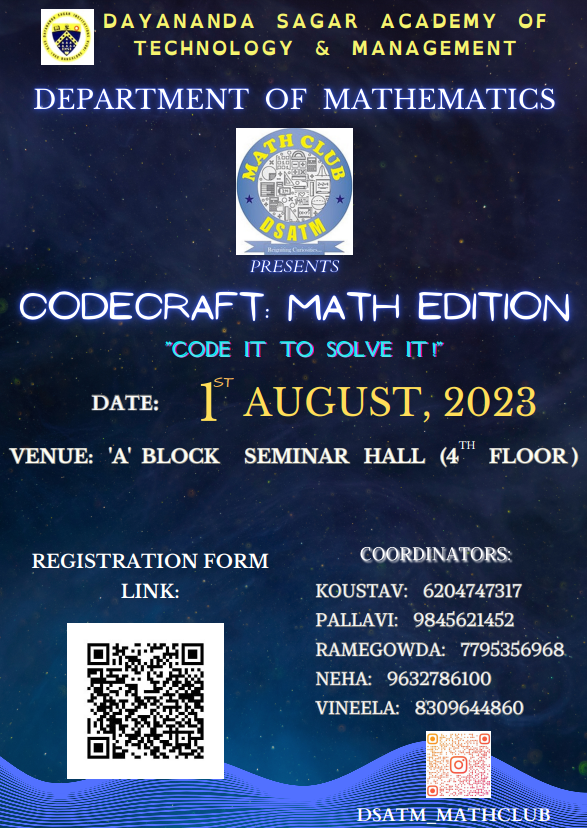 DAYANANDA SAGAR ACADEMY OF
TECHNOLOGY & MANAGEMENT
DEPARTMENT OF MATHEMATICS
MATH CLUB
DSATM
PRESENTS
CODECRAFT: MATH EDITION
"CODE IT TO SOLVE IT!"
DATE: 1ST AUGUST, 2023
VENUE: 'A' BLOCK SEMINAR HALL (4TH FLOOR)
REGISTRATION FORM
LINK:
COORDINATORS:
KOUSTAV: 6204747317
PALLAVI: 9845621452
RAMEGOWDA: 7795356968
NEHA: 9632786100
VINEELA: 8309644860
DSATM_MATHCLUB